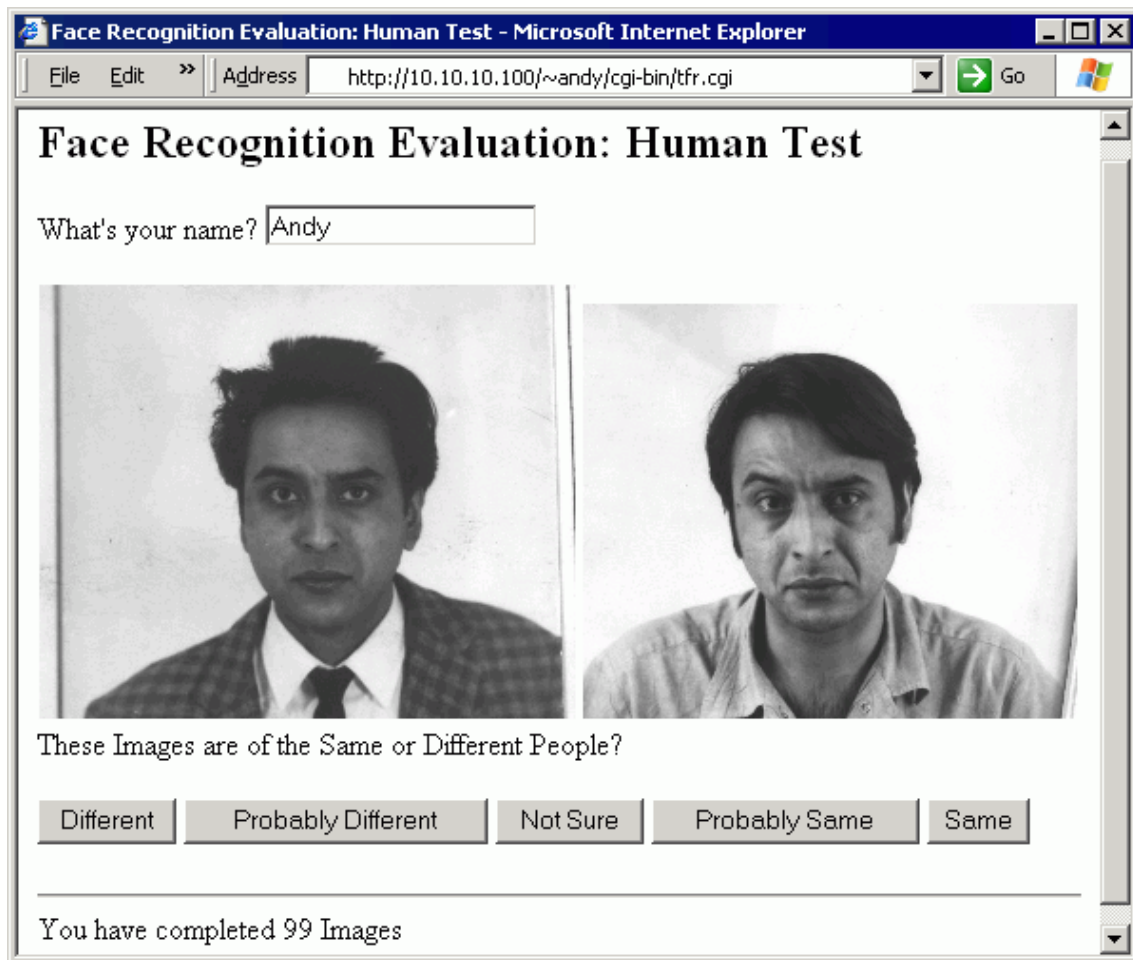 Face Recognition Evaluation: Human Test - Microsoft Internet Explorer
File Edit » Address http://10.10.10.100/~andy/cgi-bin/tfr.cgi Go
Face Recognition Evaluation: Human Test
What's your name? Andy
These Images are of the Same or Different People?
Different Probably Different Not Sure Probably Same Same
You have completed 99 Images